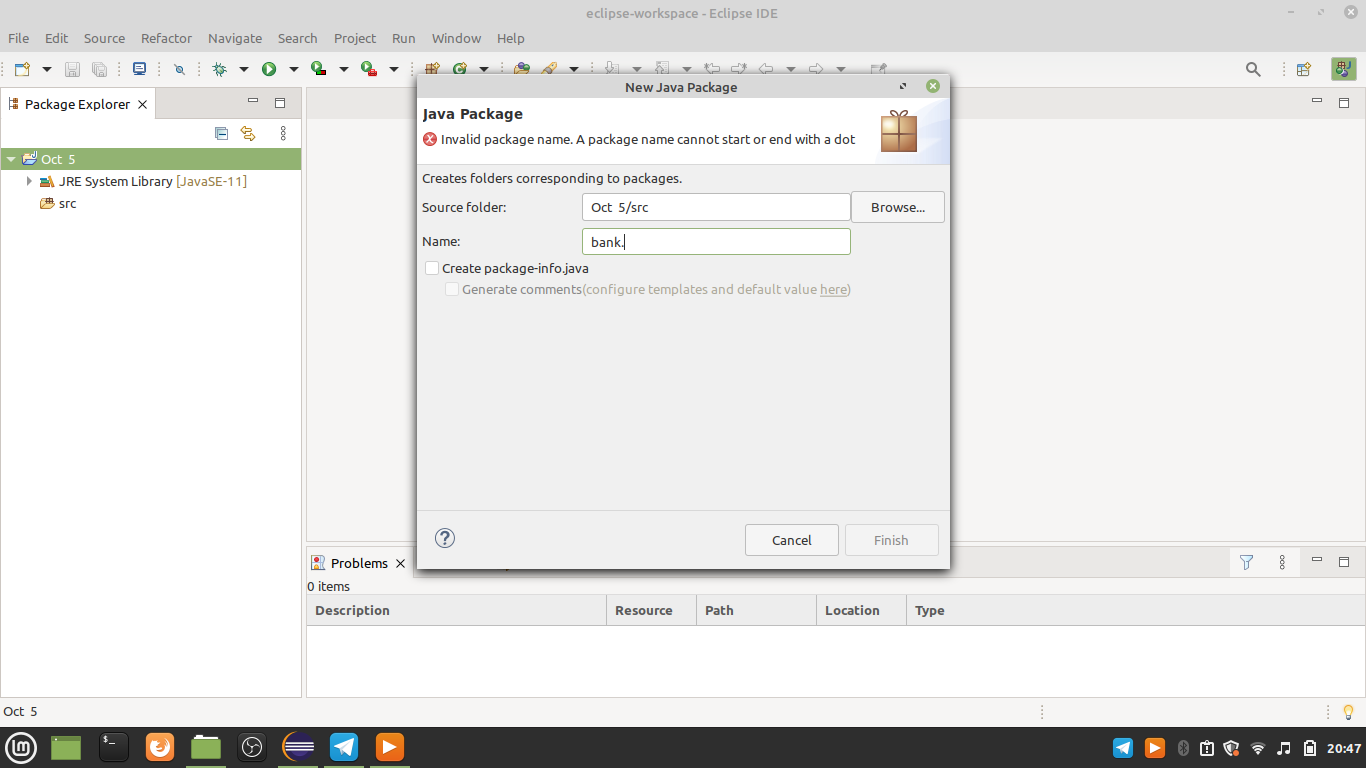 eclipse-workspace - Eclipse IDE
File Edit Source Refactor Navigate Search Project Run Window Help
Package Explorer
New Java Package
Java Package
Invalid package name. A package name cannot start or end with a dot
Oct 5
JRE System Library [JavaSE-11]
src
Creates folders corresponding to packages.
Source folder: Oct 5/src Browse...
Name: bank.
Create package-info.java
Generate comments(configure templates and default value here)
? Cancel Finish
Problems
0 items
Description Resource Path Location Type
Oct 5
20:47